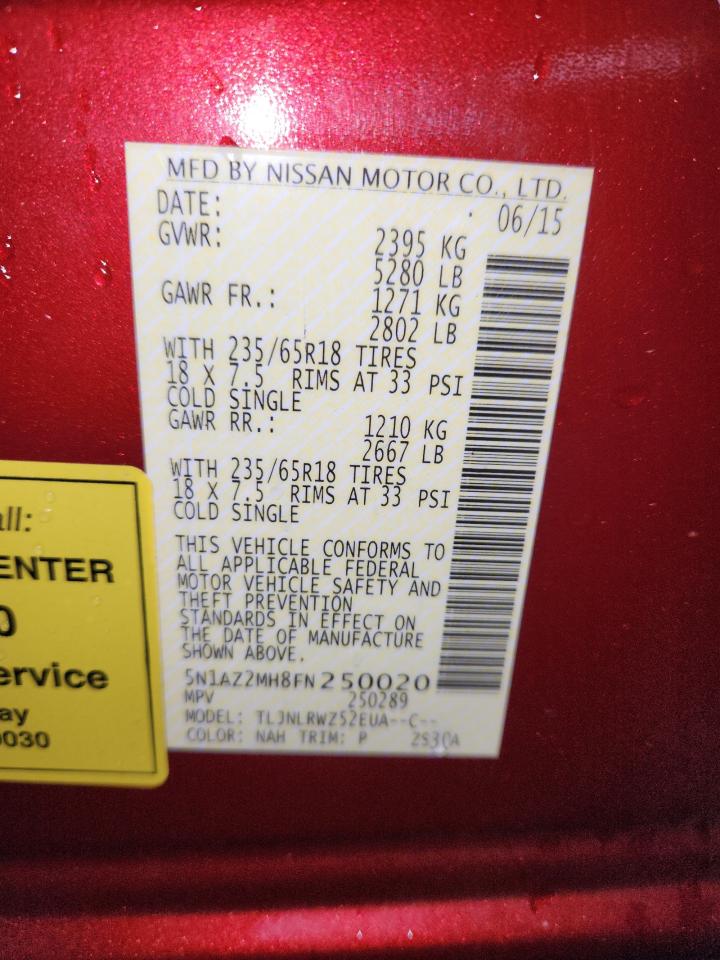 MFD BY NISSAN MOTOR CO., LTD.
DATE: 06/15
GVWR: 2395 KG
5280 LB
GAWR FR.: 1271 KG
2802 LB
WITH 235/65R18 TIRES
18 X 7.5 RIMS AT 33 PSI
COLD SINGLE
GAWR RR.: 1210 KG
2667 LB
WITH 235/65R18 TIRES
18 X 7.5 RIMS AT 33 PSI
COLD SINGLE
THIS VEHICLE CONFORMS TO
ALL APPLICABLE FEDERAL
MOTOR VEHICLE SAFETY AND
THEFT PREVENTION
STANDARDS IN EFFECT ON
THE DATE OF MANUFACTURE
SHOWN ABOVE.
5N1AZ2MH8FN250020
MPV 250289
MODEL: TLJNLRWZ52EUA--C--
COLOR: NAH TRIM: P 2S30A
all:
ENTER
0
ervice
ay
0030